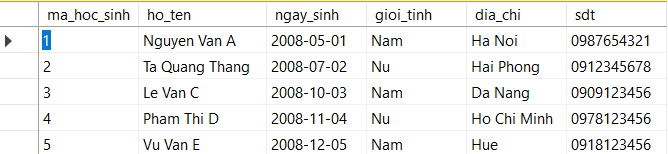 ma_hoc_sinh ho_ten ngay_sinh gioi_tinh dia_chi sdt
1 Nguyen Van A 2008-05-01 Nam Ha Noi 0987654321
2 Ta Quang Thang 2008-07-02 Nu Hai Phong 0912345678
3 Le Van C 2008-10-03 Nam Da Nang 0909123456
4 Pham Thi D 2008-11-04 Nu Ho Chi Minh 0978123456
5 Vu Van E 2008-12-05 Nam Hue 0918123456